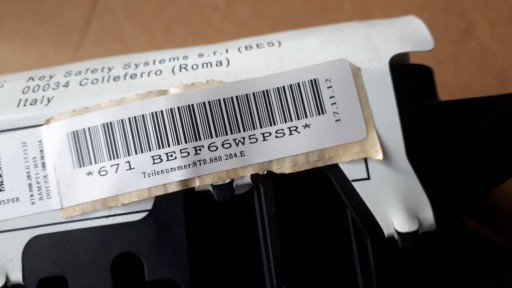 Key Safety Systems s.r.l (BE5)
00034 Colleferro (Roma)
Italy
17.11.12
*671 BE5F66W5PSR*
Teilenummer:8T0.880.204.E